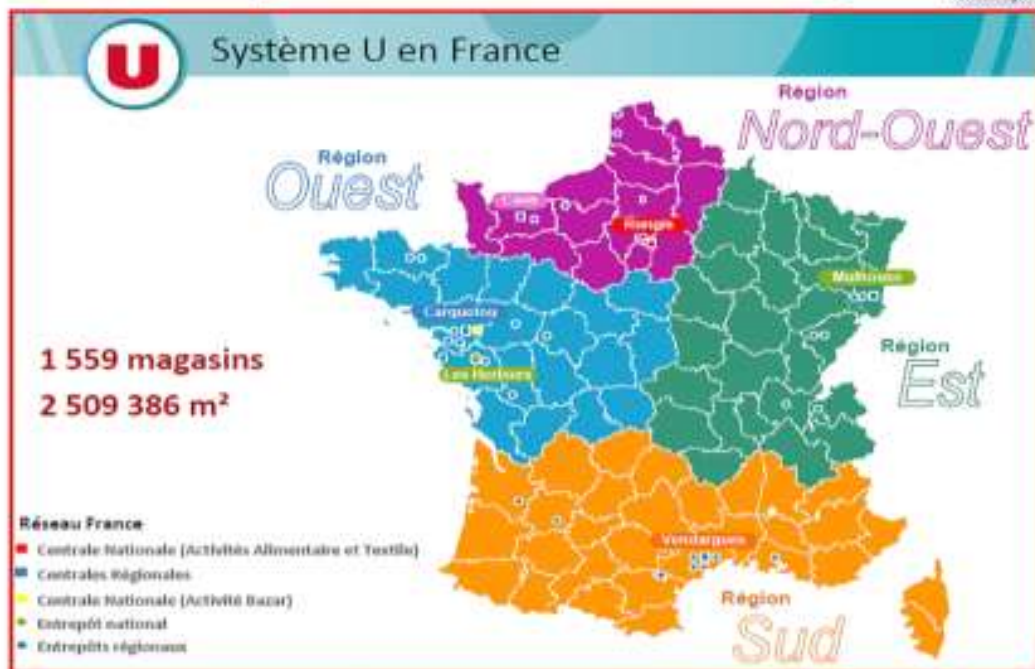 U
Système U en France
Région
Nord-Ouest
Région
Ouest
Caen
Rungis
Mulhouse
Carquefou
Les Herbiers
1 559 magasins
2 509 386 m²
Région
Est
Réseau France
Centrale Nationale (Activités Alimentaire et Textile)
Centrales Régionales
Centrale Nationale (Activité Bazar)
Entrepôt national
Entrepôts régionaux
Vendargues
Région
Sud